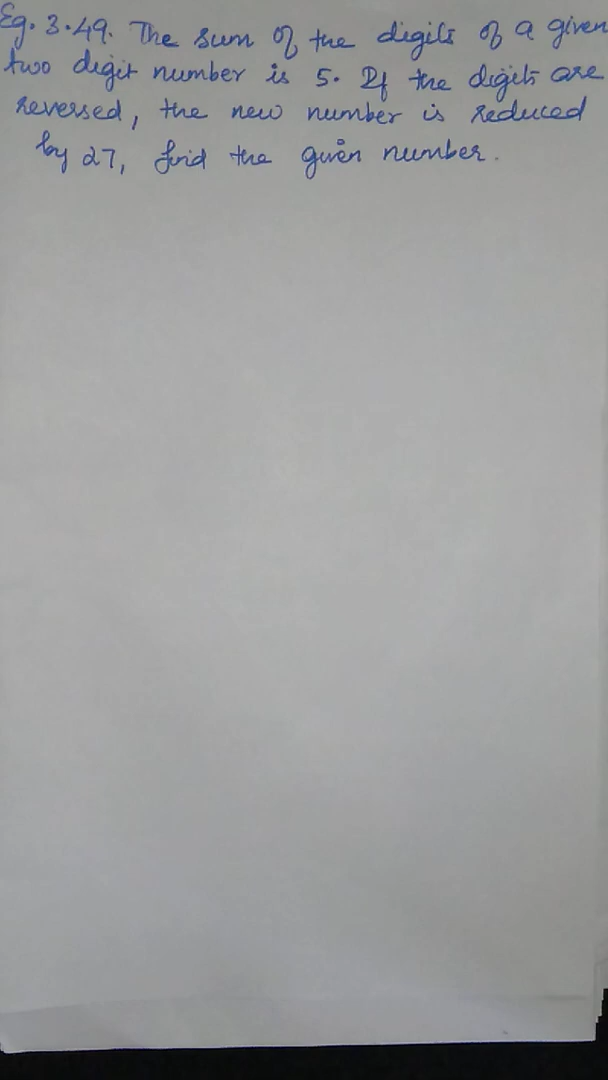 Eg. 3.49. The sum of the digits of a given
two digit number is 5. If the digits are
reversed, the new number is reduced
by 27, find the given number.